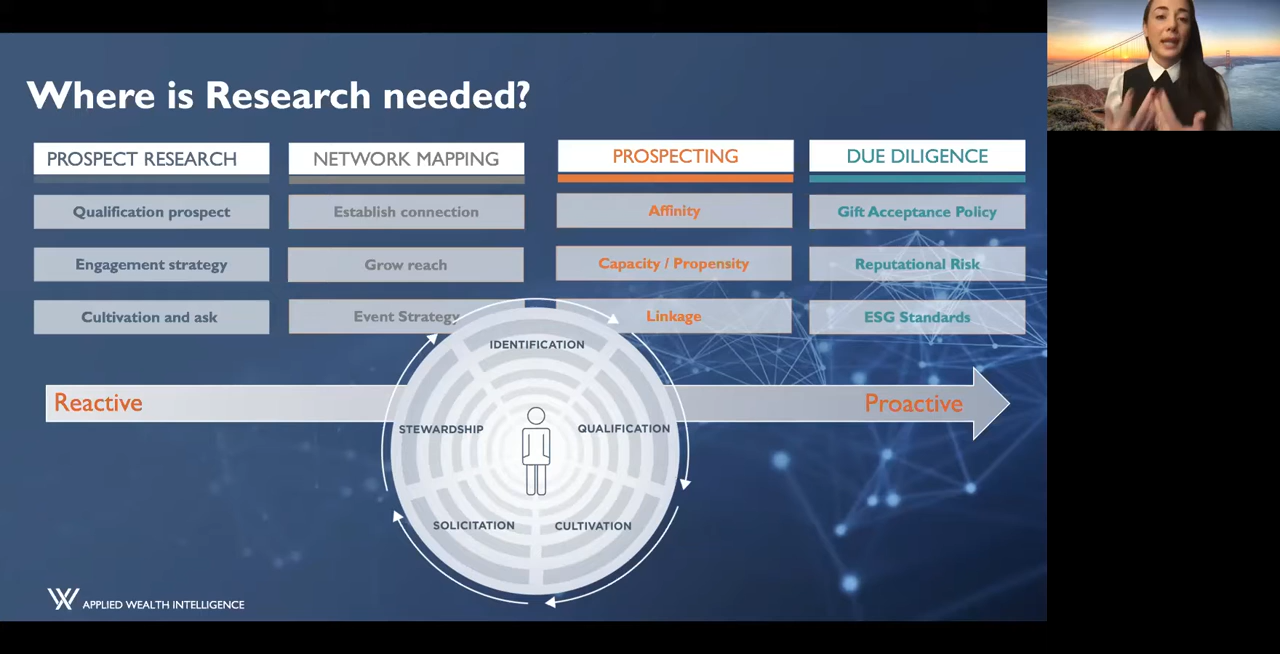 Where is Research needed?
PROSPECT RESEARCH
Qualification prospect
Engagement strategy
Cultivation and ask
NETWORK MAPPING
Establish connection
Grow reach
Event Strategy
PROSPECTING
Affinity
Capacity / Propensity
Linkage
DUE DILIGENCE
Gift Acceptance Policy
Reputational Risk
ESG Standards
Reactive
Proactive
IDENTIFICATION
QUALIFICATION
CULTIVATION
SOLICITATION
STEWARDSHIP
APPLIED WEALTH INTELLIGENCE